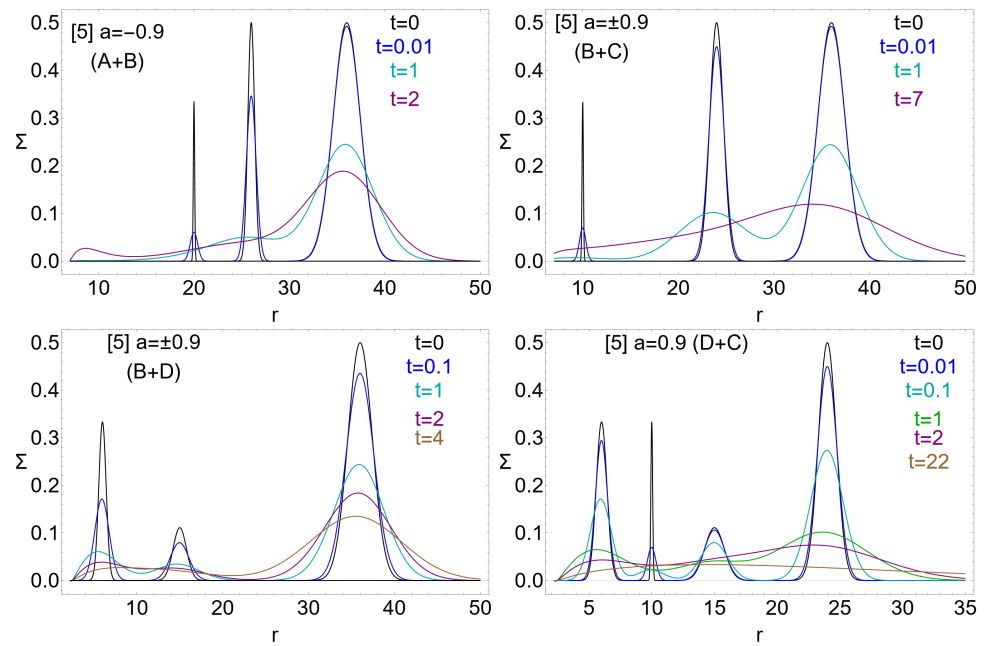 [5] a=−0.9
(A+B)
t=0
t=0.01
t=1
t=2
0.5
0.4
0.3
0.2
0.1
0.0
Σ
10
20
30
40
50
r
[5] a=±0.9
(B+C)
t=0
t=0.01
t=1
t=7
0.5
0.4
0.3
0.2
0.1
0.0
Σ
10
20
30
40
50
r
[5] a=±0.9
(B+D)
t=0
t=0.1
t=1
t=2
t=4
0.5
0.4
0.3
0.2
0.1
0.0
Σ
10
20
30
40
50
r
[5] a=0.9 (D+C)
t=0
t=0.01
t=0.1
t=1
t=2
t=22
0.5
0.4
0.3
0.2
0.1
0.0
Σ
5
10
15
20
25
30
35
r